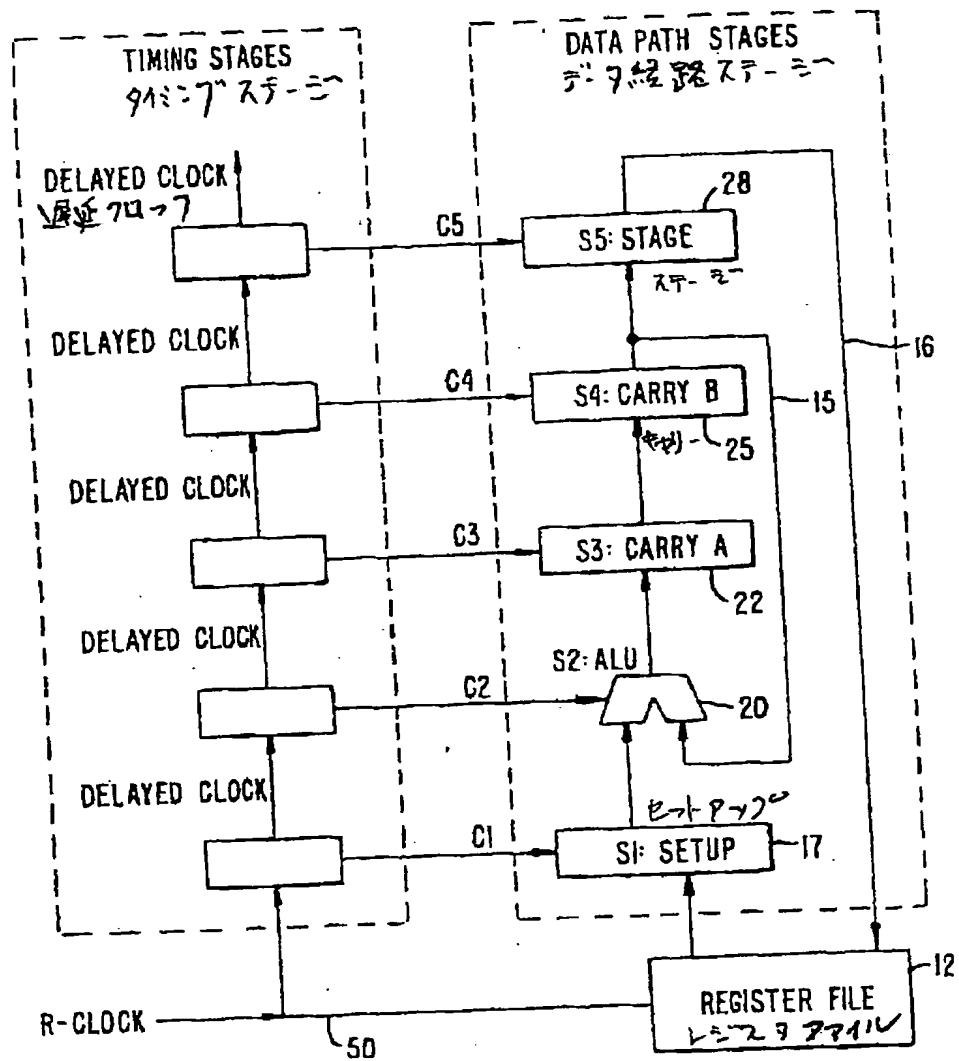 TIMING STAGES
タイミングステージ
DATA PATH STAGES
データ経路ステージ
DELAYED CLOCK
遅延クロック
C5
28
S5: STAGE
ステージ
DELAYED CLOCK
16
C4
15
S4: CARRY B
キャリー
25
DELAYED CLOCK
C3
S3: CARRY A
22
DELAYED CLOCK
S2: ALU
C2
20
DELAYED CLOCK
セットアップ
C1
S1: SETUP
17
12
REGISTER FILE
レジスタファイル
R-CLOCK
50